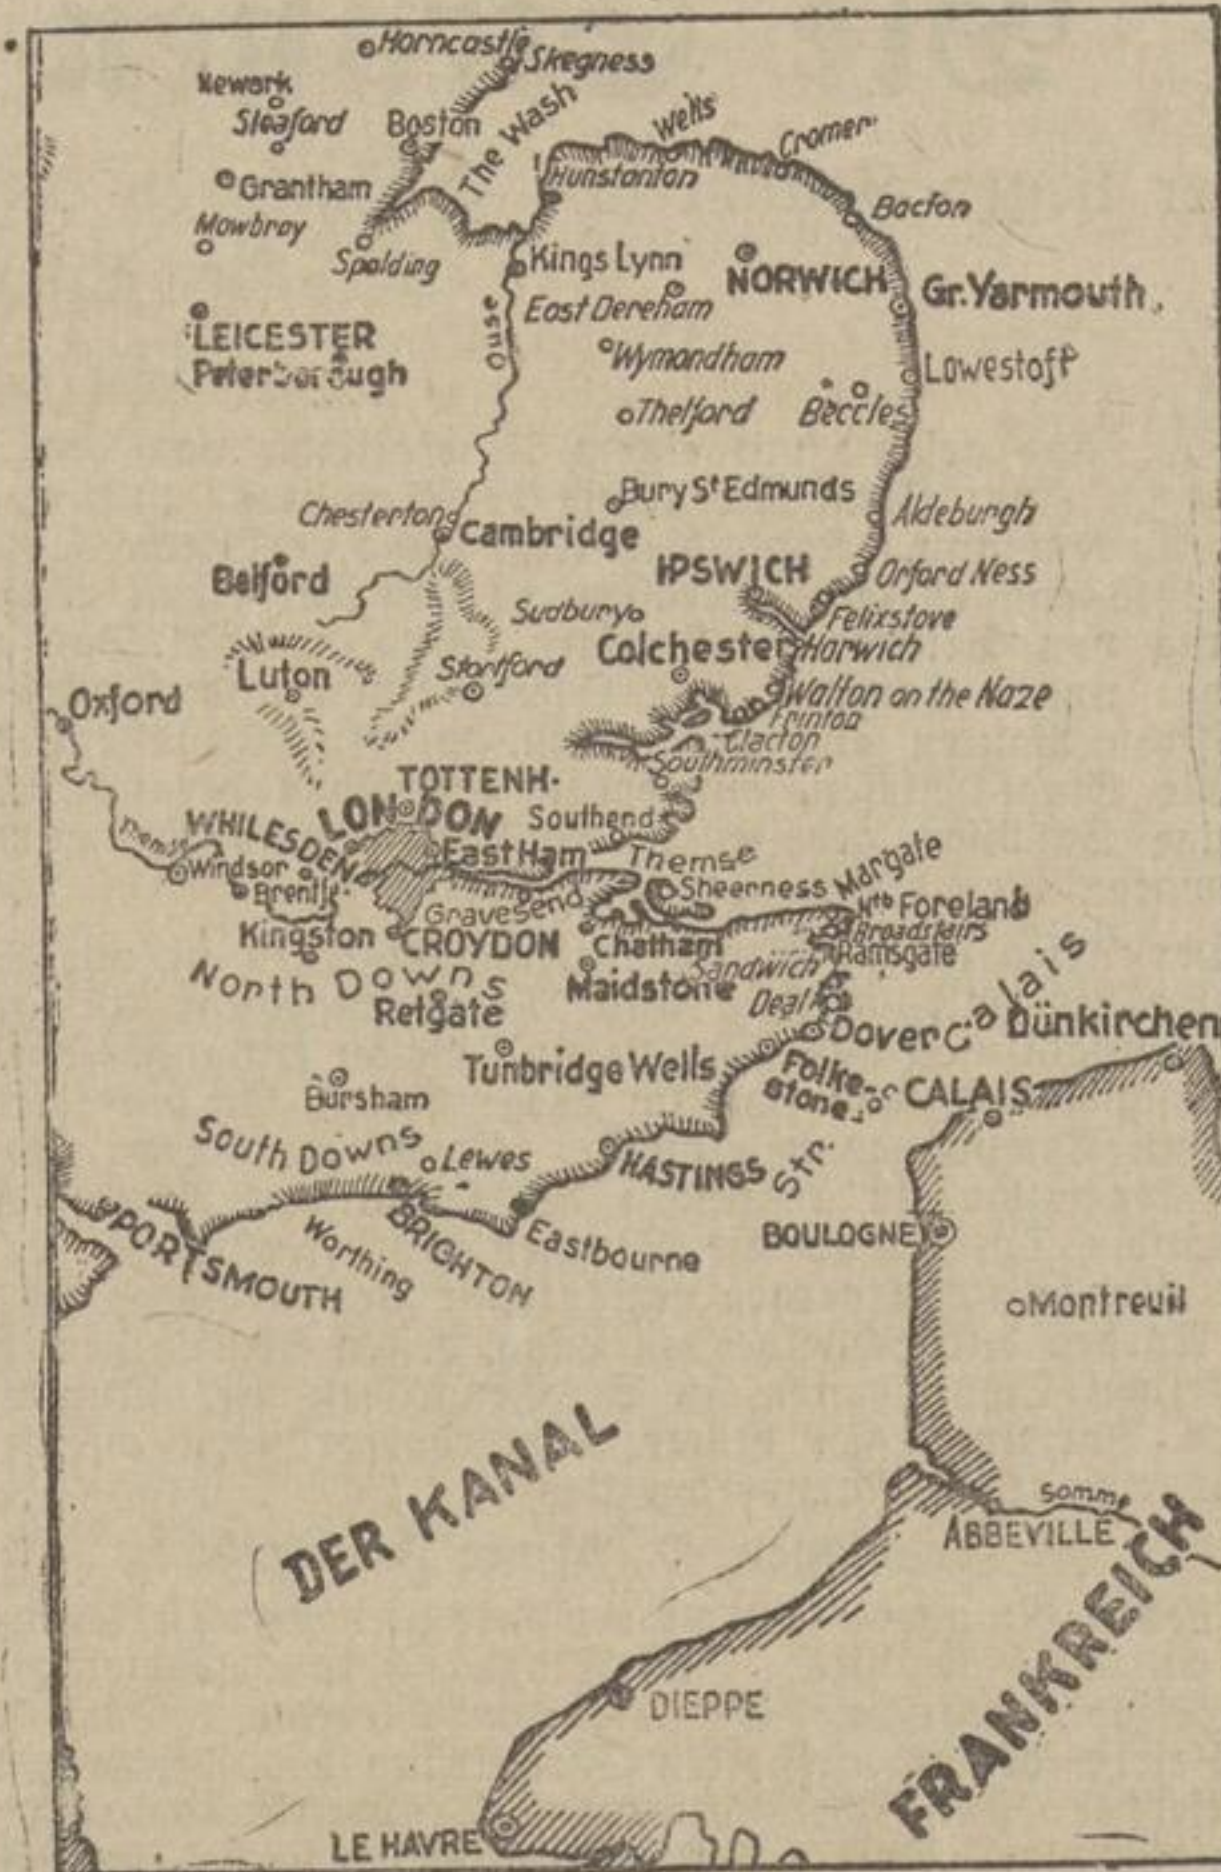 Horncastle
Skegness
Newark
Sleaford
Boston
The Wash
Wells
Cromer
Grantham
Hunstanton
Mowbray
Bacton
Spalding
Kings Lynn
NORWICH
Gr. Yarmouth
East Dereham
Ouse
LEICESTER
Wymondham
Lowestoft
Peterborough
Thelford
Beccles
Bury St Edmunds
Chesterton
Cambridge
Aldeburgh
Belford
IPSWICH
Orford Ness
Sudbury
Felixstove
Colchester
Harwich
Luton
Stortford
Walton on the Naze
Oxford
Frinton
Clacton
Southminster
TOTTENH.
LONDON
Southend
WHILESDEN
East Ham
Themse
Themse
Windsor
Sheerness
Margate
Brentf.
Gravesend
Nth Foreland
Kingston
CROYDON
Chatham
Broadstairs
Ramsgate
Sandwich
North Downs
Maidstone
Deal
Retgate
Dover
Str. of Calais
Dünkirchen
Tunbridge Wells
Folke-
stone
CALAIS
Bursham
South Downs
Lewes
HASTINGS
PORTSMOUTH
Worthing
BRIGHTON
Eastbourne
BOULOGNE
Montreuil
DER KANAL
Somme
ABBEVILLE
FRANKREICH
DIEPPE
LE HAVRE